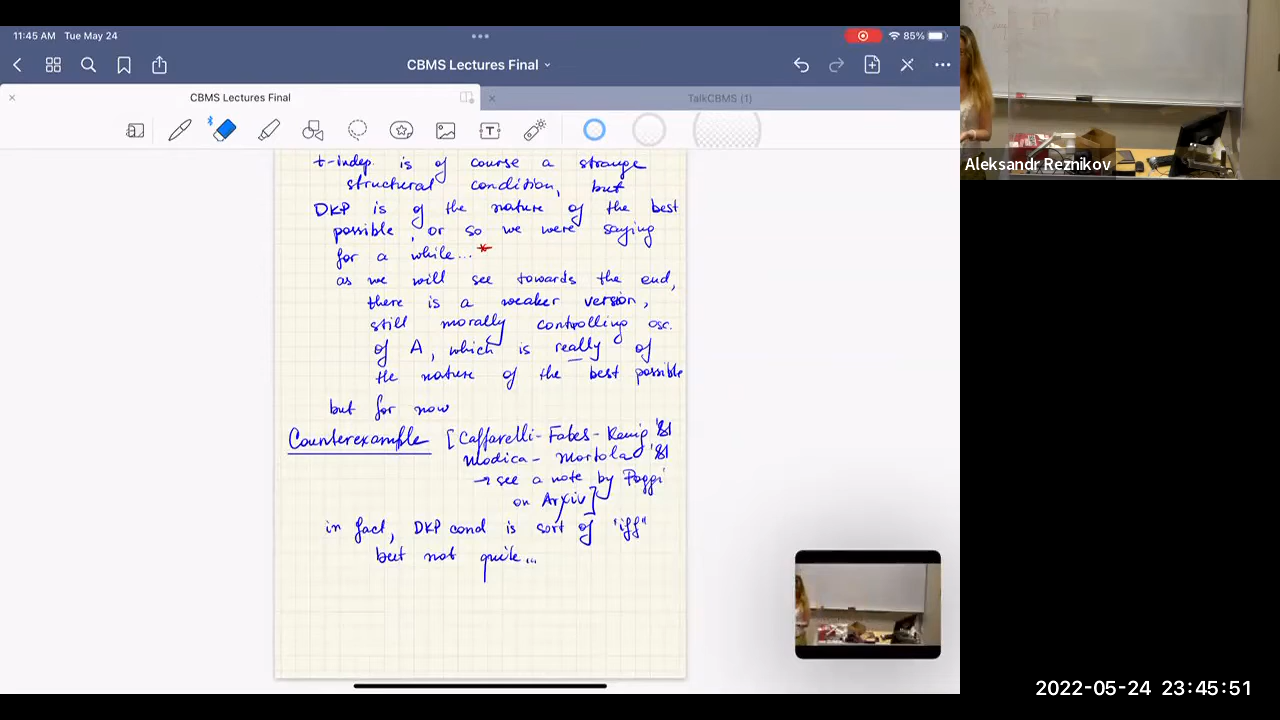 11:45 AM Tue May 24
85%
CBMS Lectures Final
CBMS Lectures Final
TalkCBMS (1)
t-indep. is of course a strange
structural condition, but
DKP is of the nature of the best
possible, or so we were saying
for a while... *
as we will see towards the end,
there is a weaker version,
still morally controlling osc.
of A, which is really of
the nature of the best possible
but for now
Counterexample [Caffarelli-Fabes-Kenig '81
Modica-Mortola '81
→ see a note by Poggi
on Arxiv]
in fact, DKP cond is sort of "iff"
but not quite...
Aleksandr Reznikov
2022-05-24 23:45:51